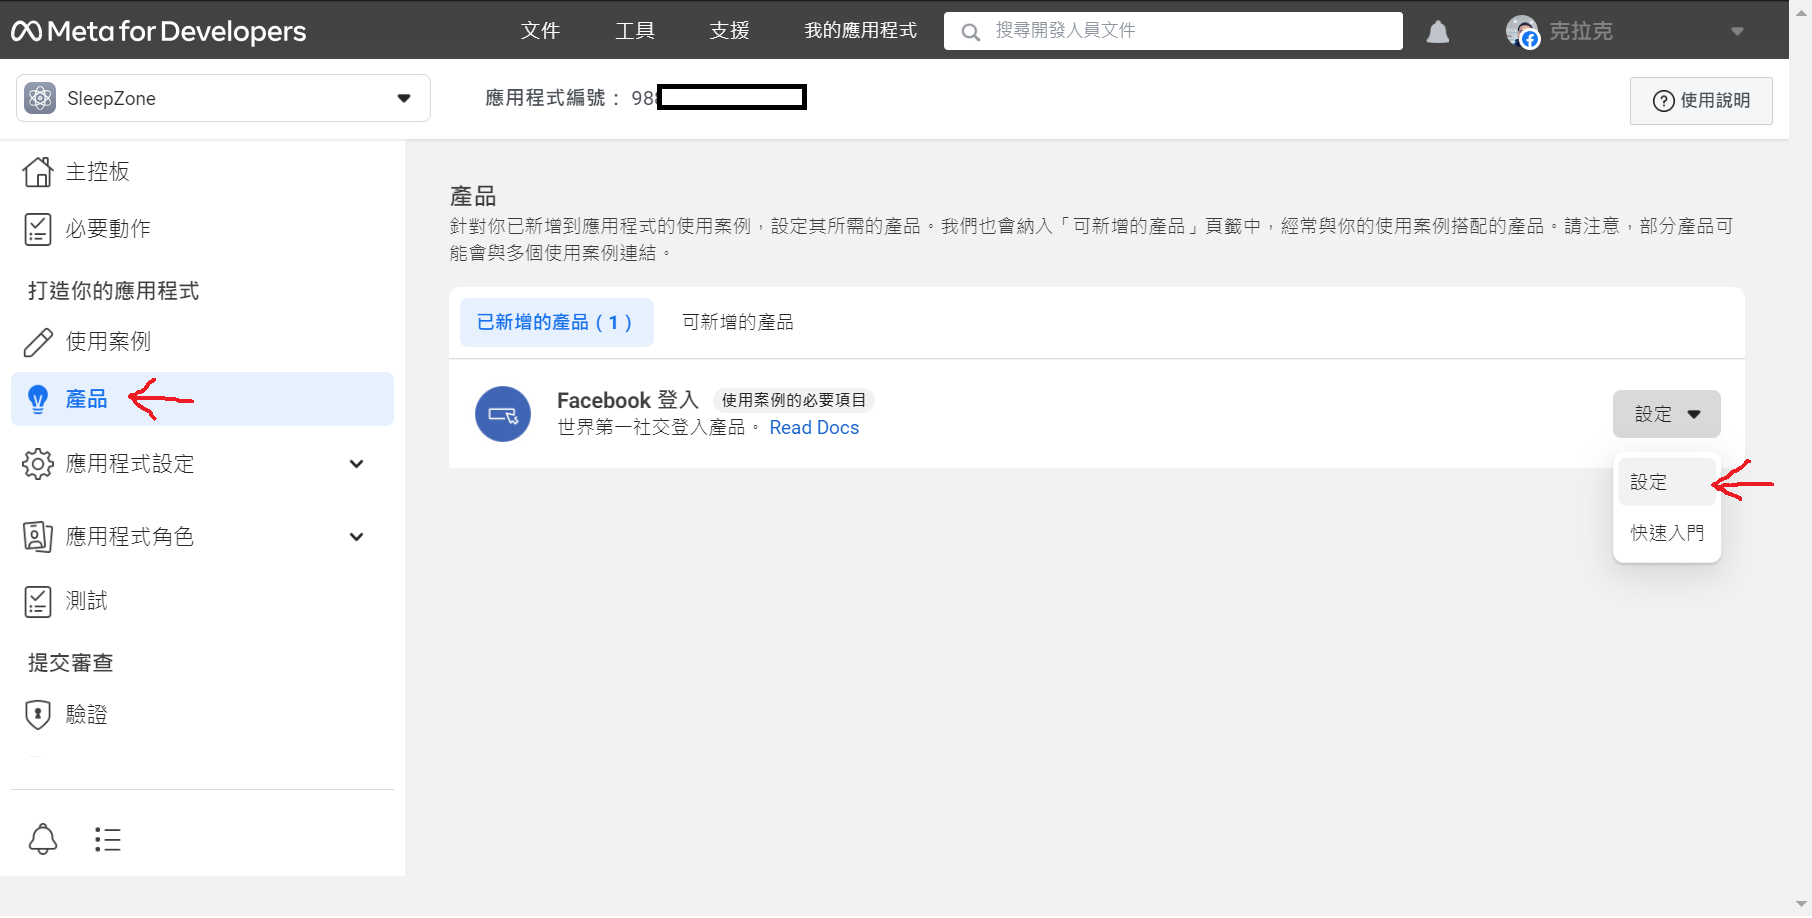 Meta for Developers
文件
工具
支援
我的應用程式
搜尋開發人員文件
克拉克
SleepZone
應用程式編號： 988
使用說明
主控板
必要動作
打造你的應用程式
使用案例
產品
應用程式設定
應用程式角色
測試
提交審查
驗證
產品
針對你已新增到應用程式的使用案例，設定其所需的產品。我們也會納入「可新增的產品」頁籤中，經常與你的使用案例搭配的產品。請注意，部分產品可
能會與多個使用案例連結。
已新增的產品 ( 1 )
可新增的產品
Facebook 登入 使用案例的必要項目
世界第一社交登入產品。 Read Docs
設定
設定
快速入門